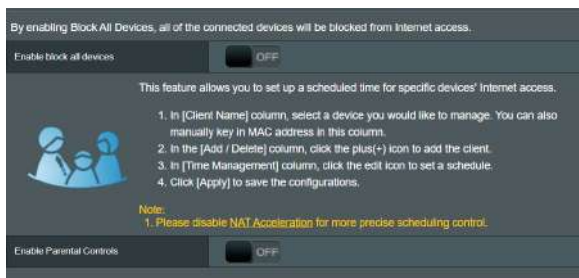 By enabling Block All Devices, all of the connected devices will be blocked from Internet access.
Enable block all devices
OFF
This feature allows you to set up a scheduled time for specific devices' Internet access.
1. In [Client Name] column, select a device you would like to manage. You can also
manually key in MAC address in this column.
2. In the [Add / Delete] column, click the plus(+) icon to add the client.
3. In [Time Management] column, click the edit icon to set a schedule.
4. Click [Apply] to save the configurations.
Note:
1. Please disable NAT Acceleration for more precise scheduling control.
Enable Parental Controls
OFF